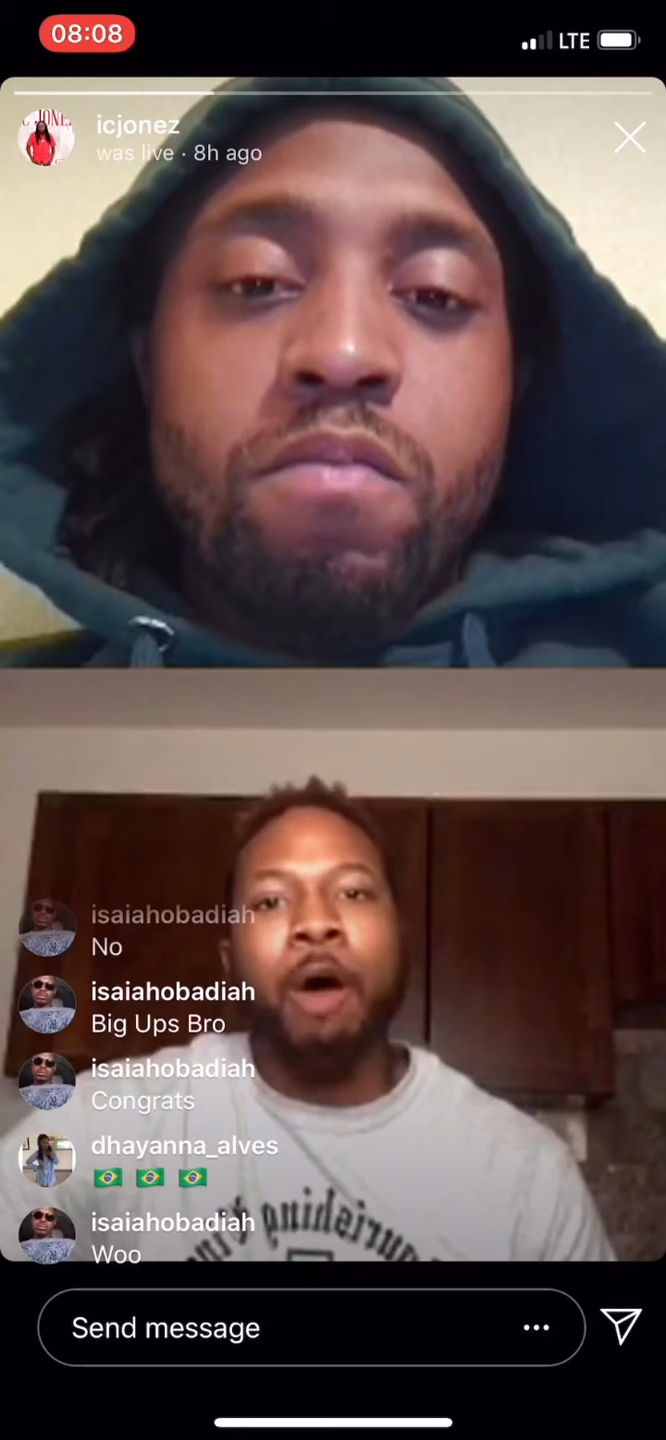 08:08
LTE
icjonez
was live · 8h ago
isaiahobadiah
No
isaiahobadiah
Big Ups Bro
isaiahobadiah
Congrats
dhayanna_alves
🇧🇷 🇧🇷 🇧🇷
isaiahobadiah
Woo
Send message